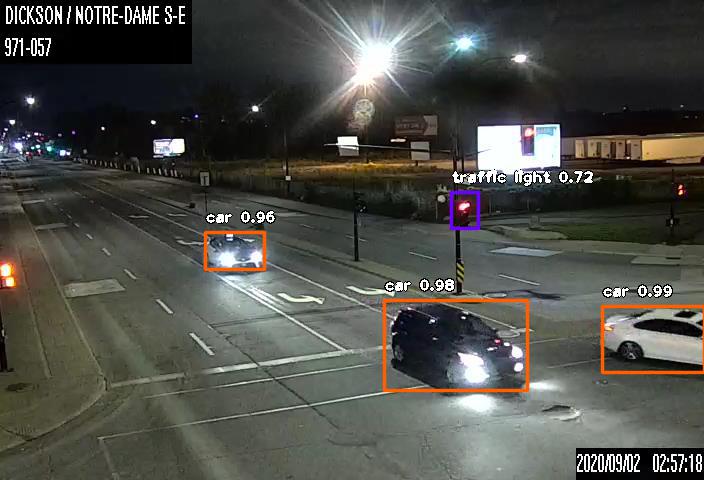 DICKSON / NOTRE-DAME S-E
971-057
traffic light 0.72
car 0.96
car 0.98
car 0.99
2020/09/02 02:57:18